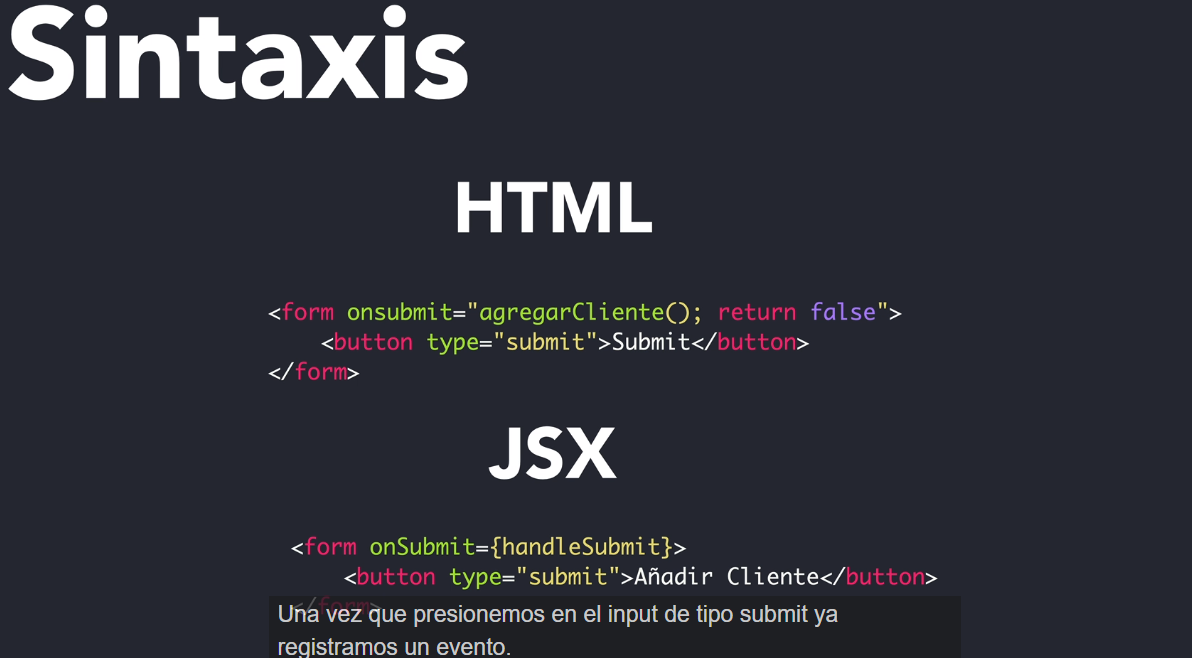 Sintaxis
HTML
<form onsubmit="agregarCliente(); return false">
<button type="submit">Submit</button>
</form>
JSX
<form onSubmit={handleSubmit}>
<button type="submit">Añadir Cliente</button>
</form>
Una vez que presionemos en el input de tipo submit ya
registramos un evento.